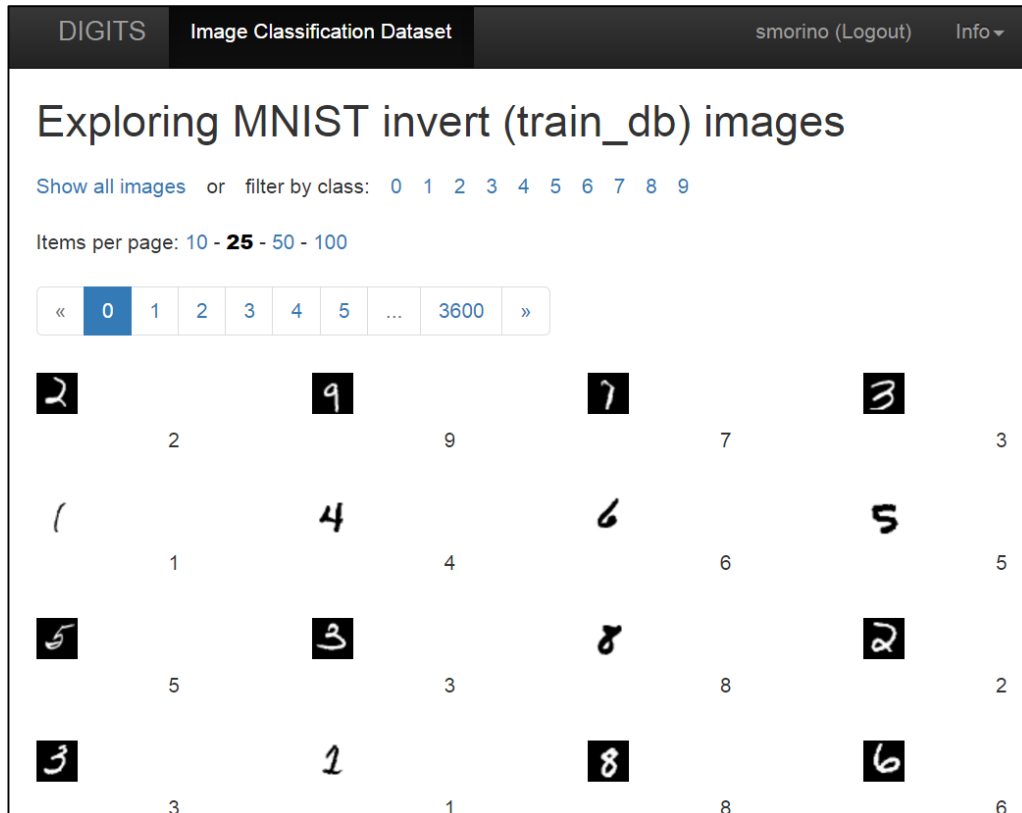 DIGITS Image Classification Dataset smorino (Logout) Info
Exploring MNIST invert (train_db) images
Show all images or filter by class: 0 1 2 3 4 5 6 7 8 9
Items per page: 10 - 25 - 50 - 100
« 0 1 2 3 4 5 ... 3600 »
2 9 7 3
2 9 7 3
1 4 6 5
1 4 6 5
5 3 8 2
5 3 8 2
3 1 8 6
3 1 8 6